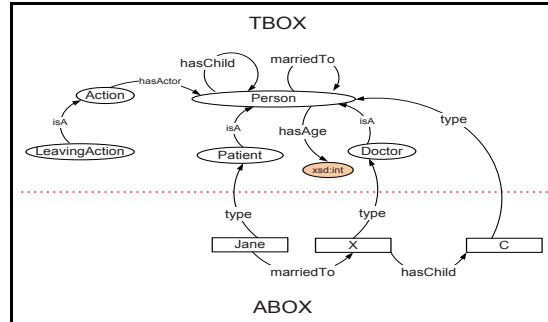 TBOX
hasChild
marriedTo
Action
hasActor
Person
isA
isA
hasAge
isA
type
LeavingAction
Patient
xsd:int
Doctor
type
type
Jane
X
C
marriedTo
hasChild
ABOX